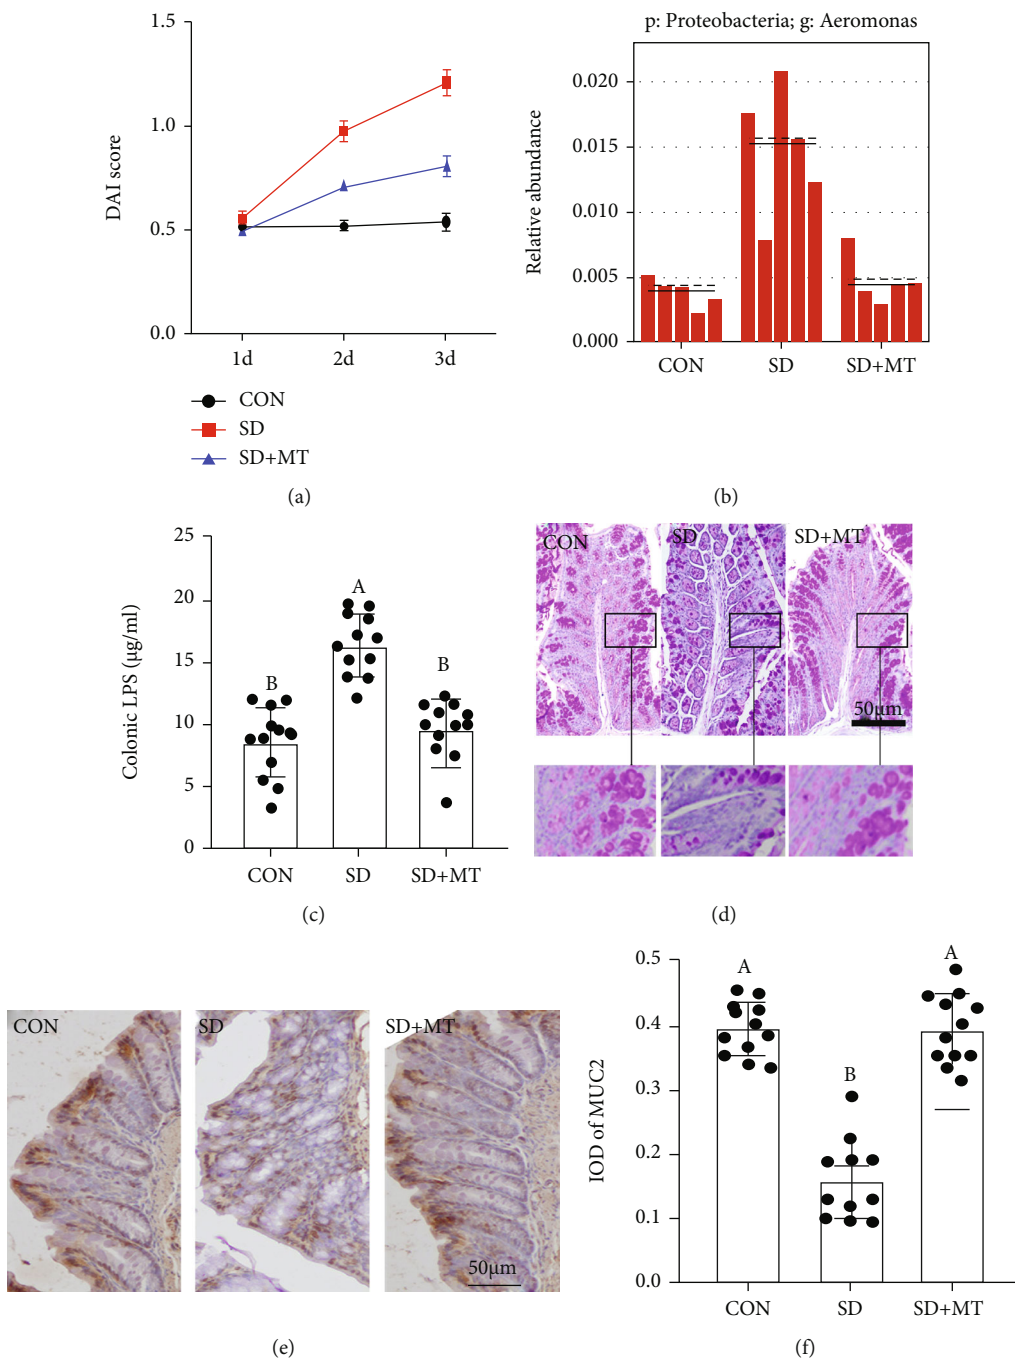 DAI score
1.5
1.0
0.5
0.0
1d 2d 3d
CON
SD
SD+MT
(a)
p: Proteobacteria; g: Aeromonas
Relative abundance
0.020
0.015
0.010
0.005
0.000
CON SD SD+MT
(b)
Colonic LPS (μg/ml)
25
20
15
10
5
0
B A B
CON SD SD+MT
(c)
CON SD SD+MT
50μm
(d)
CON SD SD+MT
50μm
(e)
IOD of MUC2
0.5
0.4
0.3
0.2
0.1
0.0
A B A
CON SD SD+MT
(f)